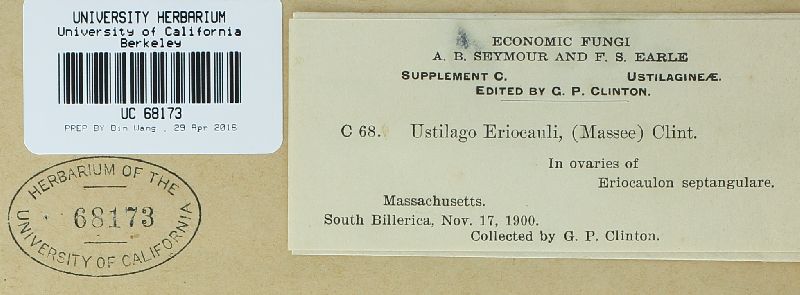 UNIVERSITY HERBARIUM
University of California
Berkeley
UC 68173
PREP BY Din Wang , 29 Apr 2016
HERBARIUM OF THE
68173
UNIVERSITY OF CALIFORNIA
ECONOMIC FUNGI
A. B. SEYMOUR AND F. S. EARLE
SUPPLEMENT C. USTILAGINEÆ.
EDITED BY G. P. CLINTON.
C 68. Ustilago Eriocauli, (Massee) Clint.
In ovaries of
Eriocaulon septangulare,
Massachusetts.
South Billerica, Nov. 17, 1900.
Collected by G. P. Clinton.